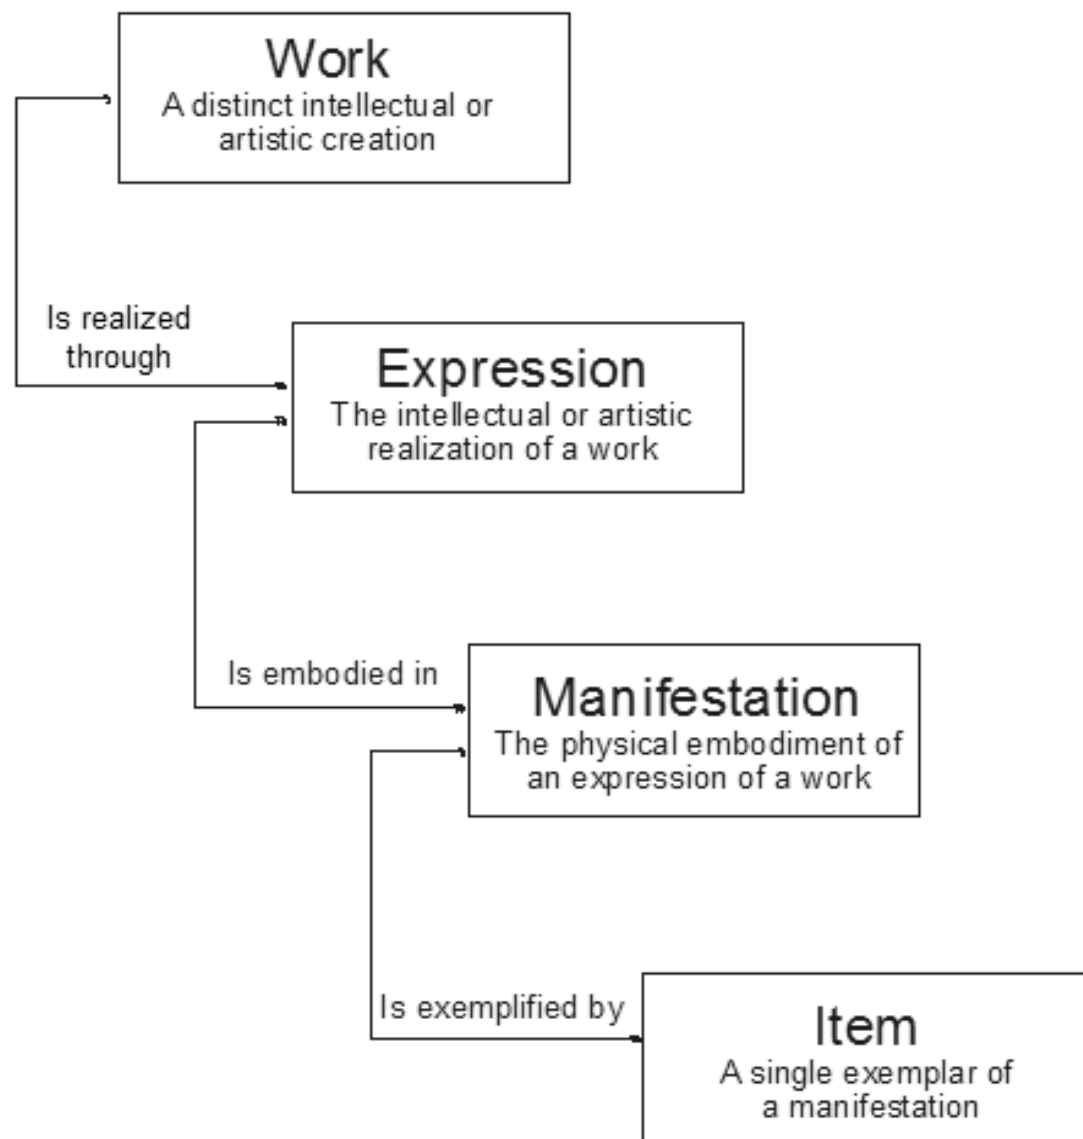 Work
A distinct intellectual or
artistic creation
Is realized
through
Expression
The intellectual or artistic
realization of a work
Is embodied in
Manifestation
The physical embodiment of
an expression of a work
Is exemplified by
Item
A single exemplar of
a manifestation